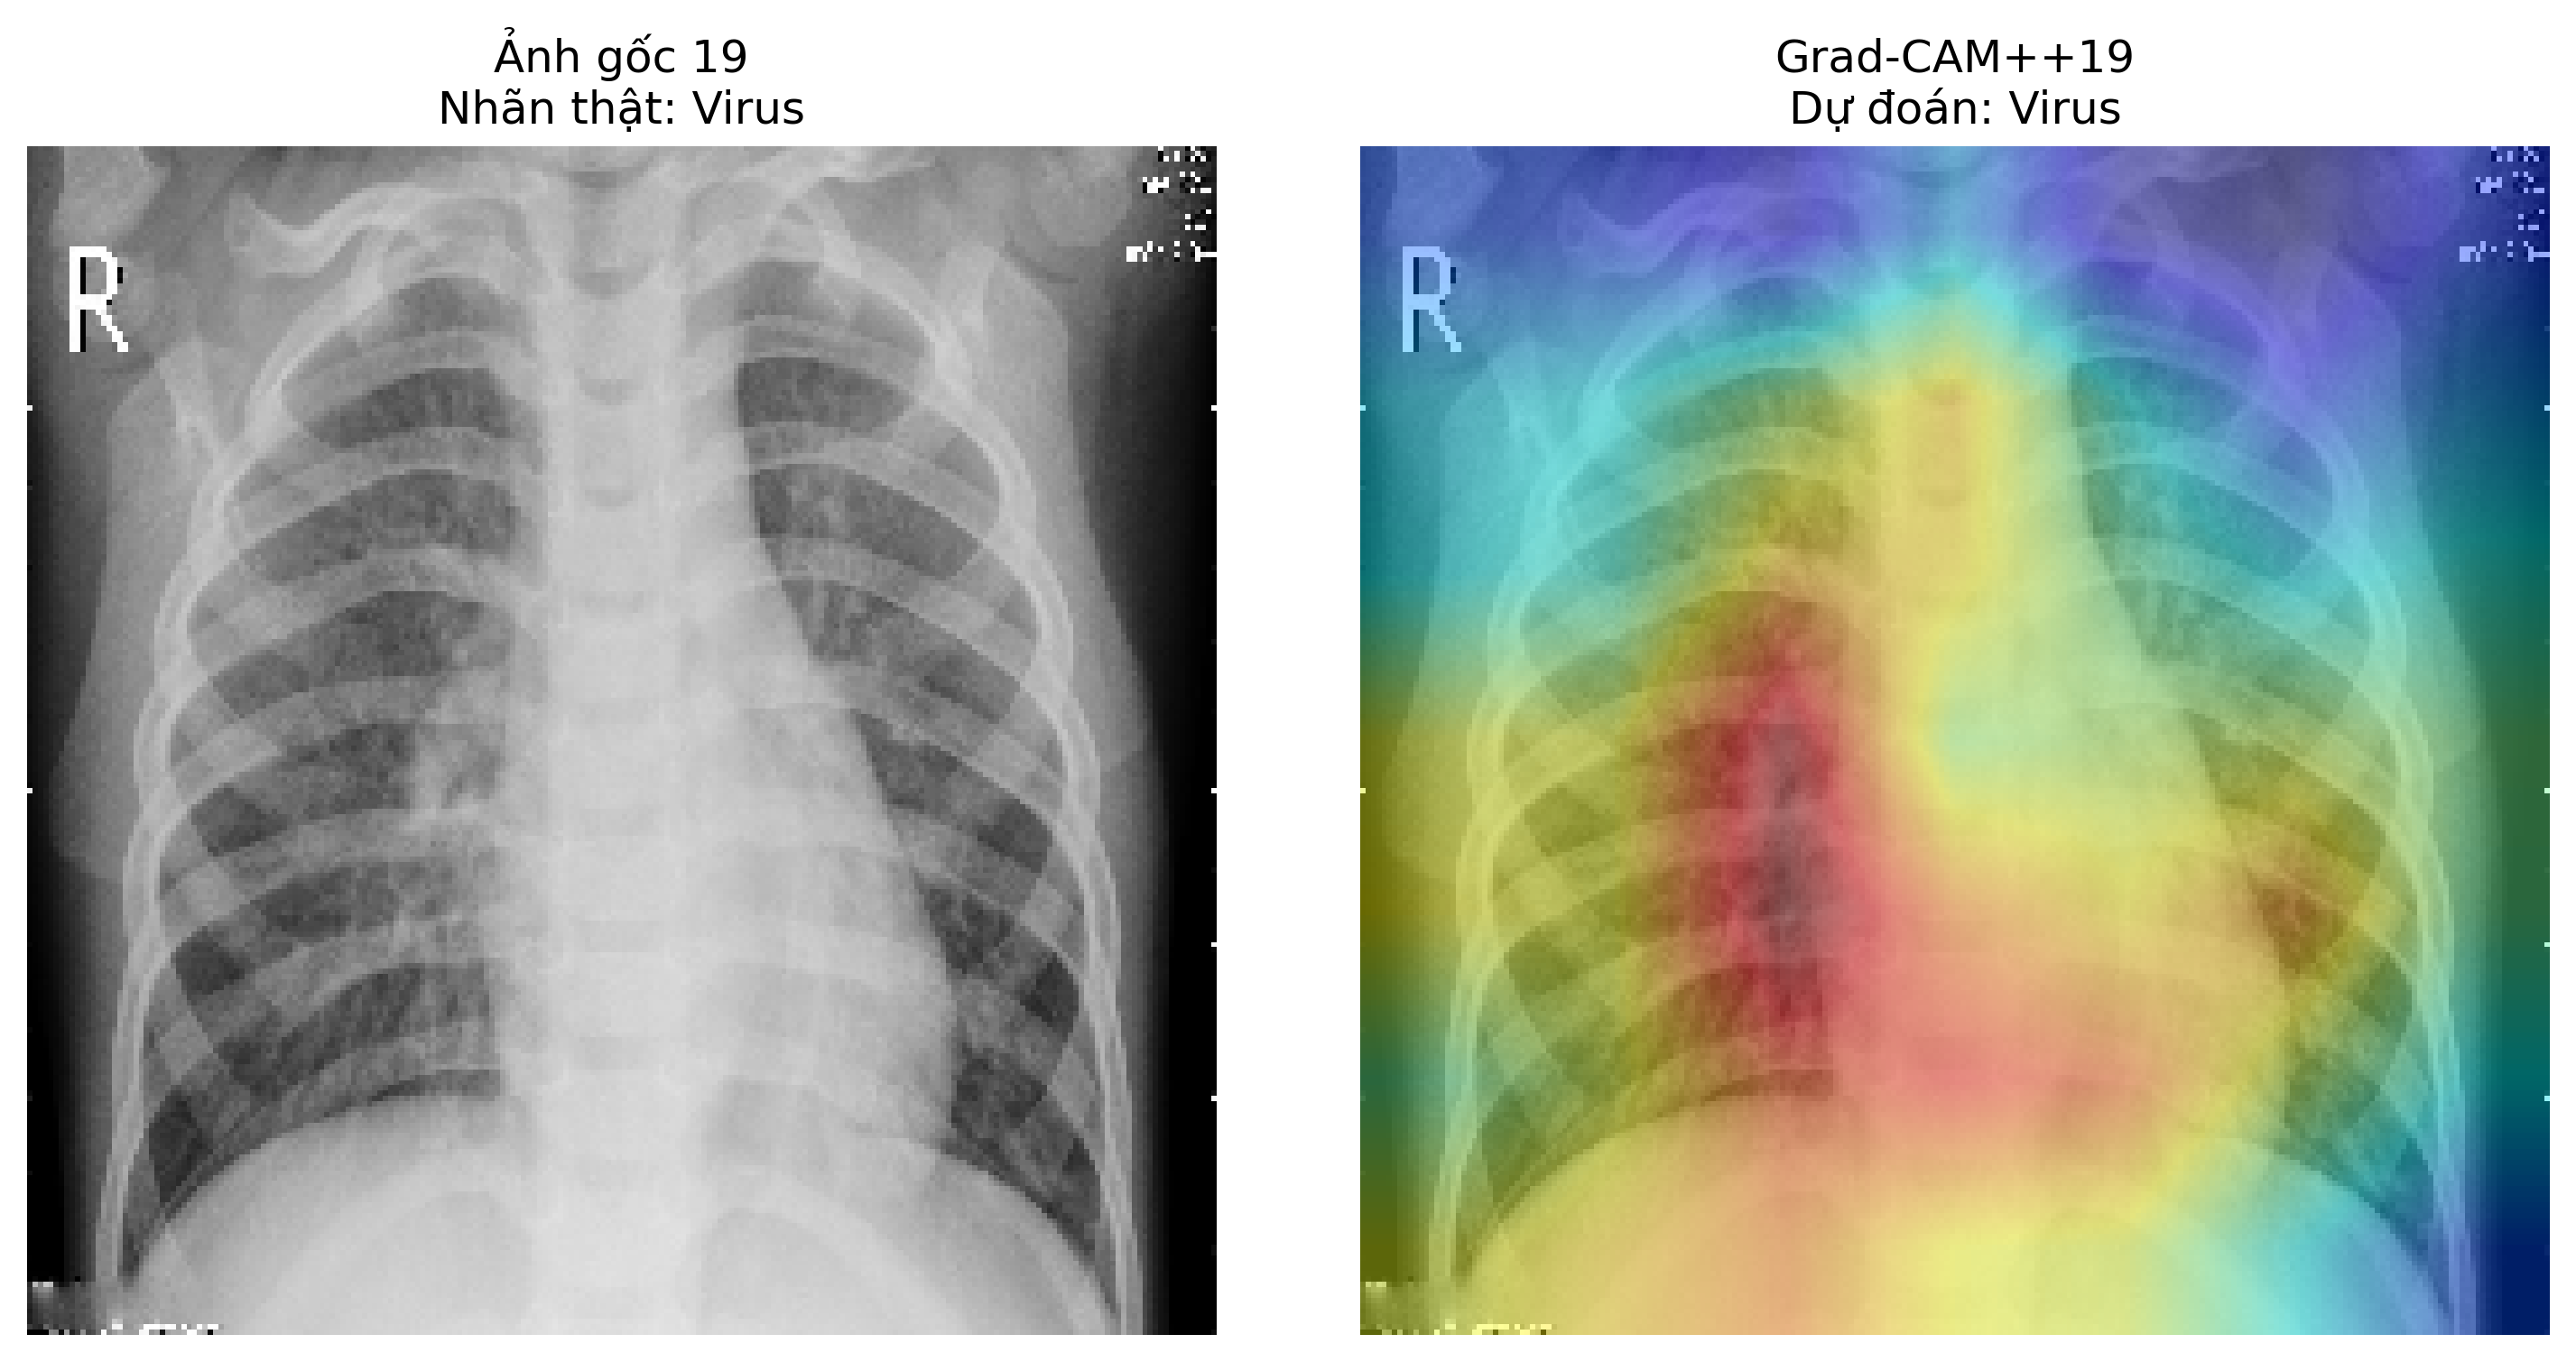 Ảnh gốc 19
Nhãn thật: Virus
Grad-CAM++19
Dự đoán: Virus
R
R